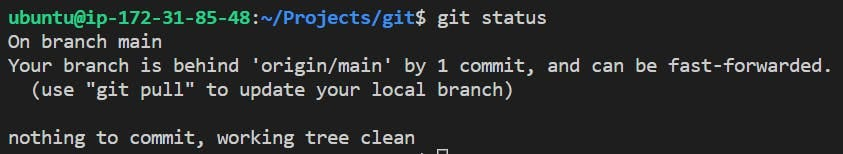 ubuntu@ip-172-31-85-48:~/Projects/git$ git status
On branch main
Your branch is behind 'origin/main' by 1 commit, and can be fast-forwarded.
  (use "git pull" to update your local branch)

nothing to commit, working tree clean